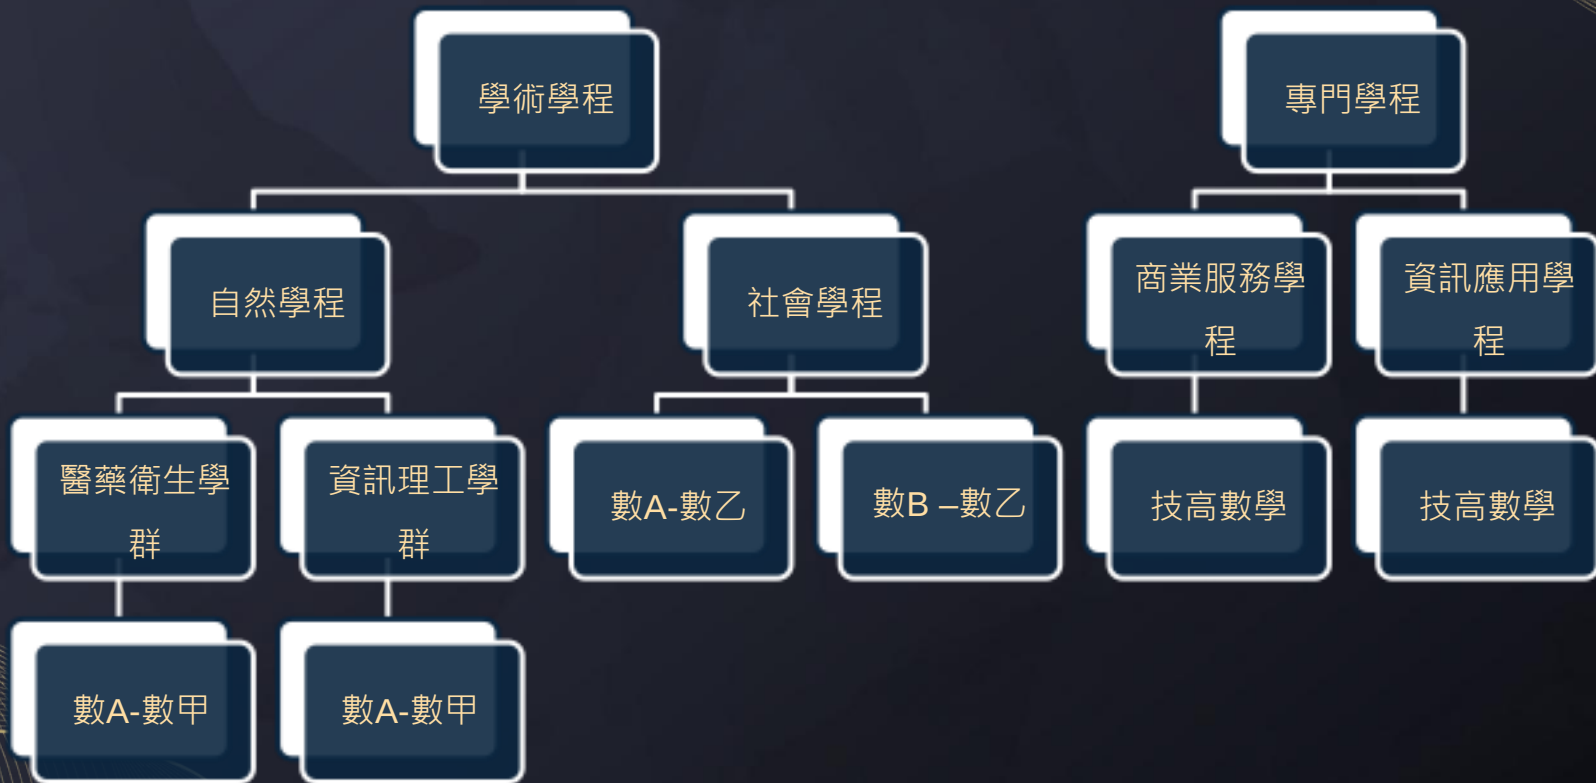 學術學程
專門學程
自然學程
社會學程
商業服務學
程
資訊應用學
程
醫藥衛生學
群
資訊理工學
群
數A-數乙
數B –數乙
技高數學
技高數學
數A-數甲
數A-數甲